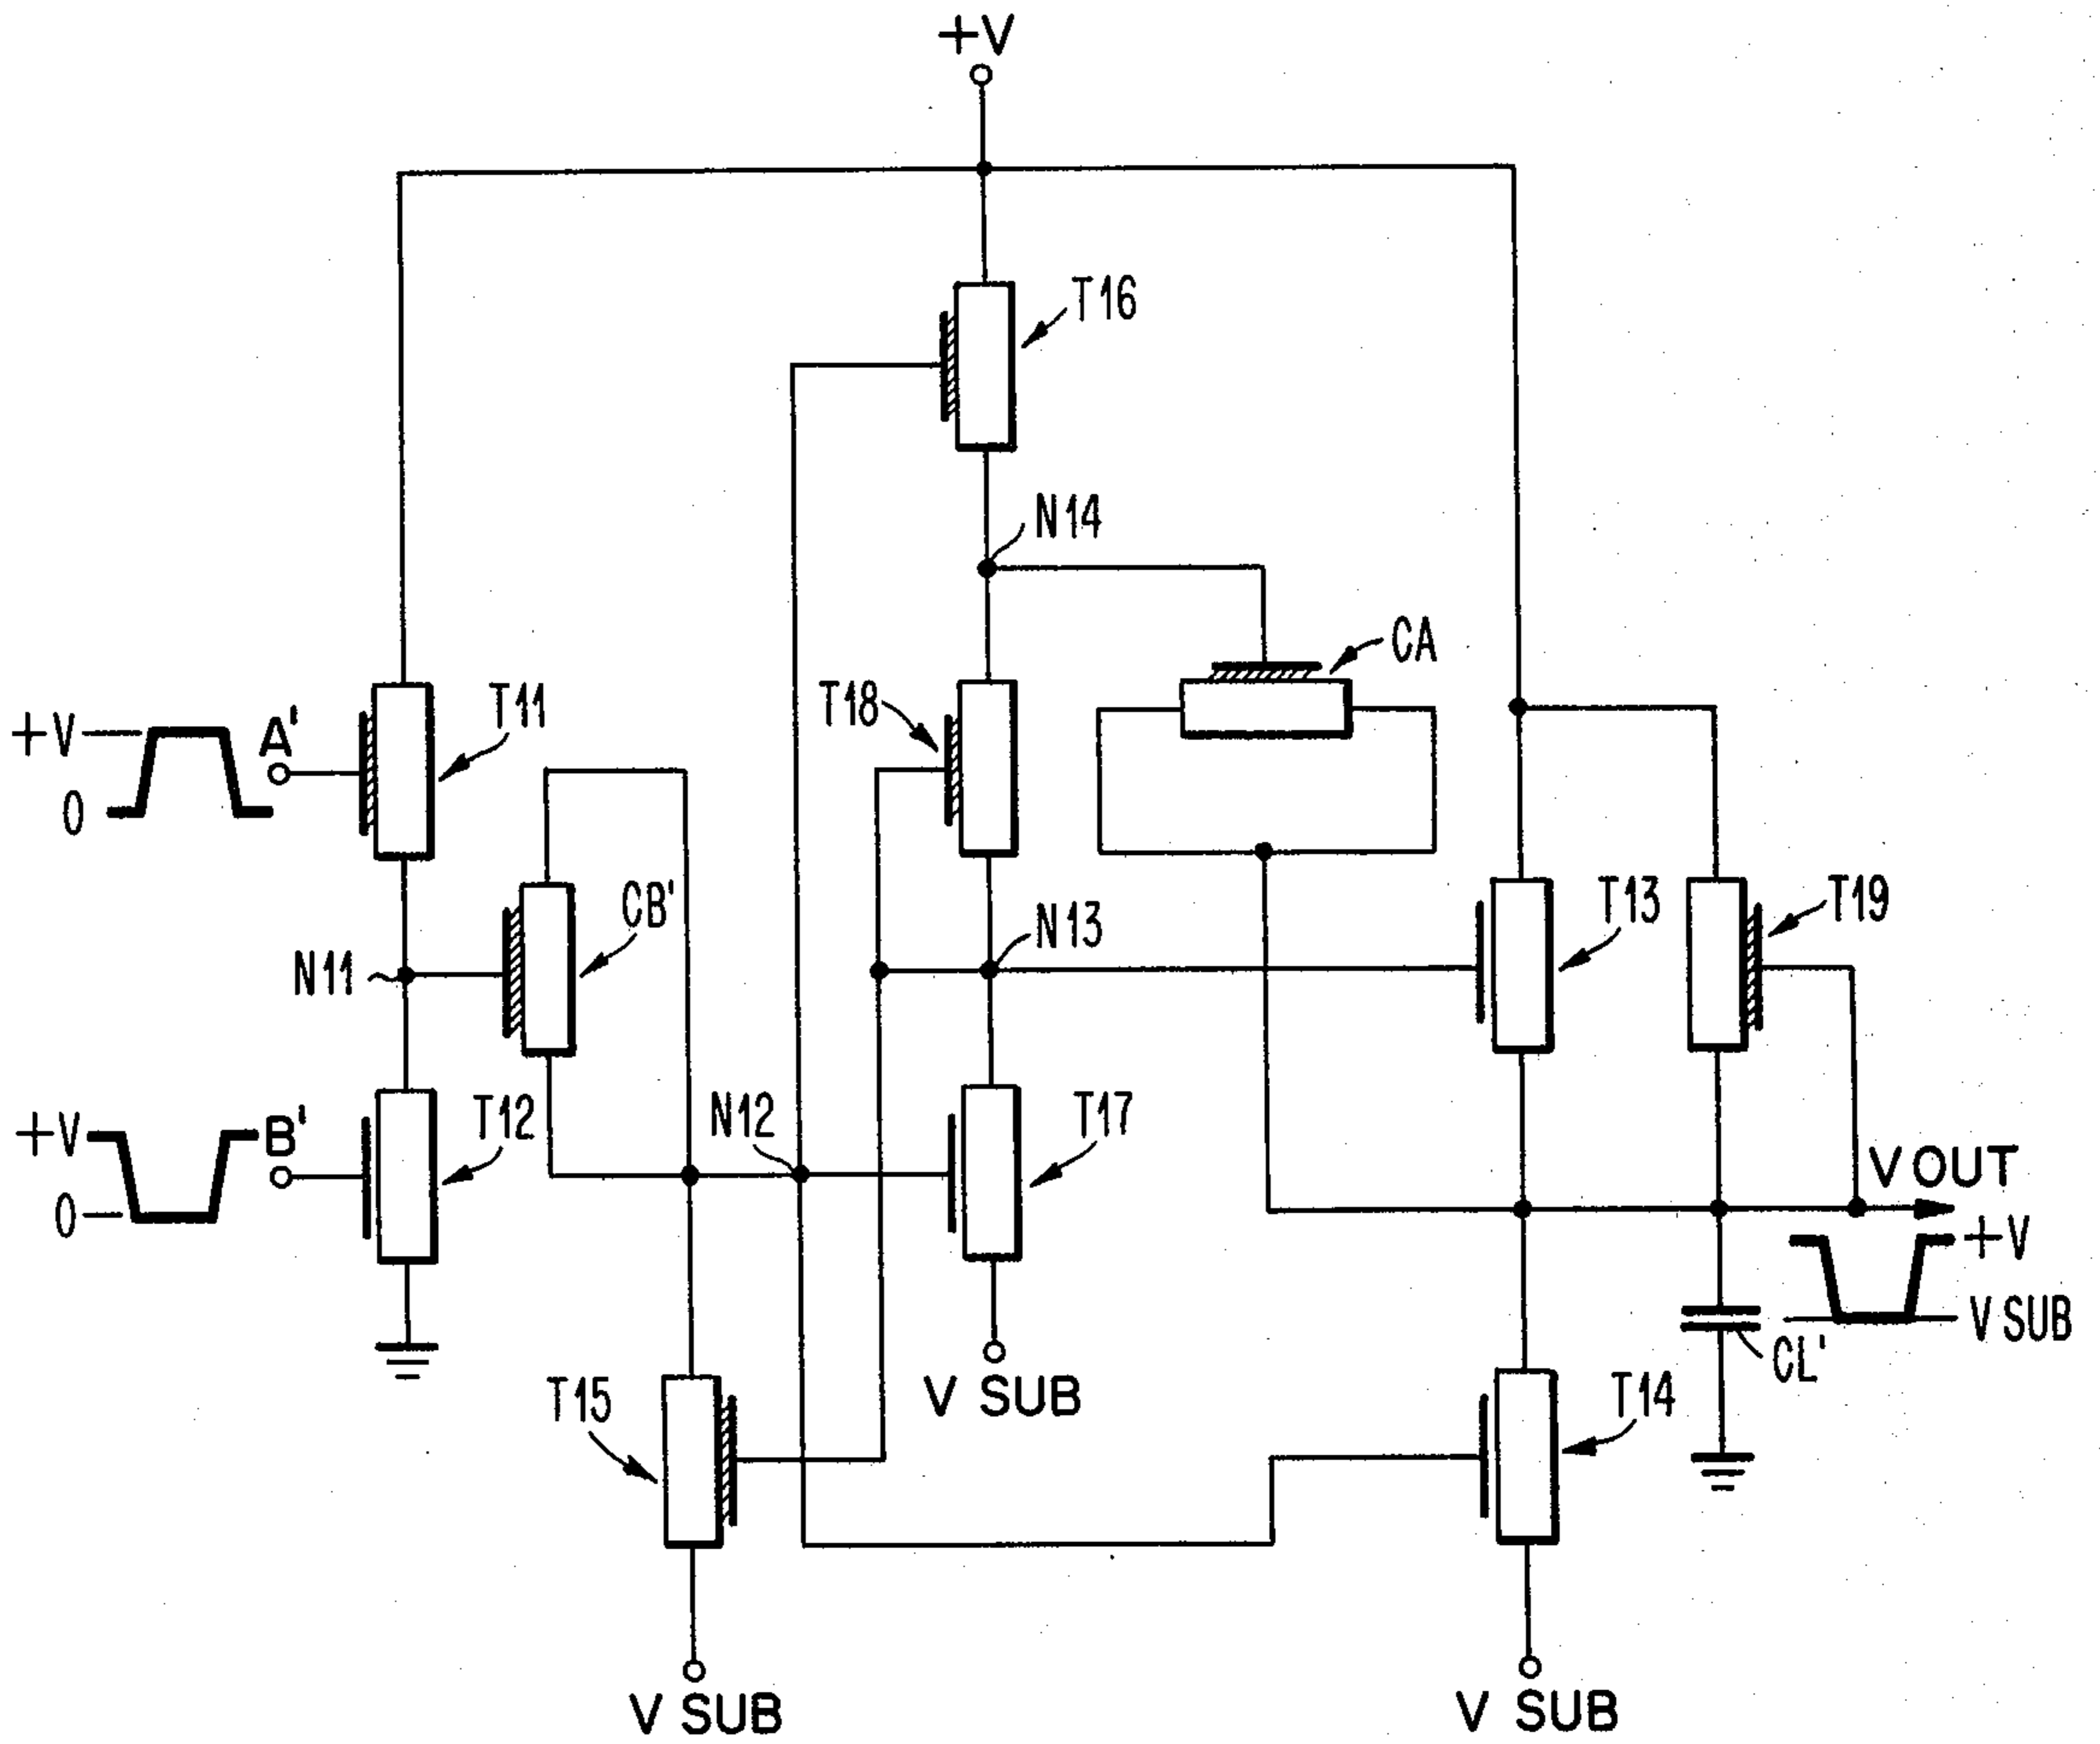 +V
T16
N14
CA
T18
T11
+V
A'
0
CB'
N13
T13
T19
N11
T12
N12
T17
+V
B'
0
V OUT
+V
V SUB
CL'
T15
V SUB
T14
V SUB
V SUB